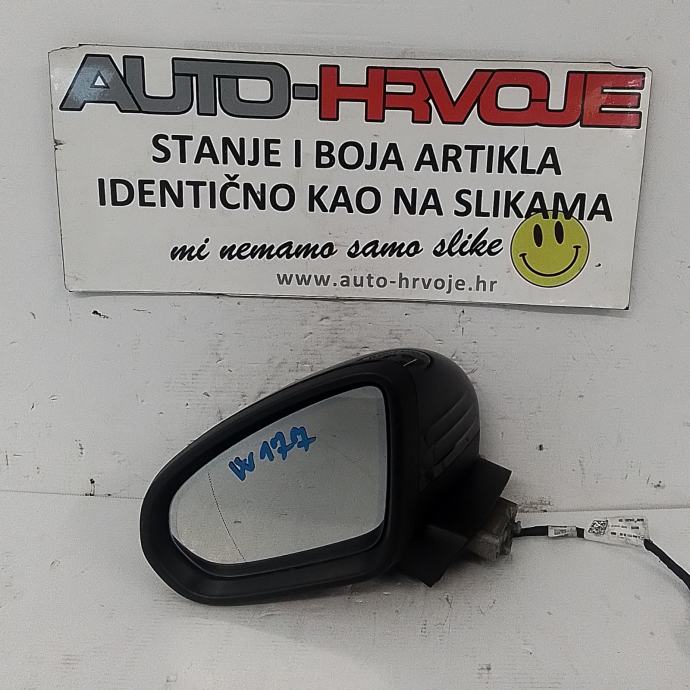 AUTO-HRVOJE
STANJE I BOJA ARTIKLA
IDENTIČNO KAO NA SLIKAMA
mi nemamo samo slike
www.auto-hrvoje.hr
W177